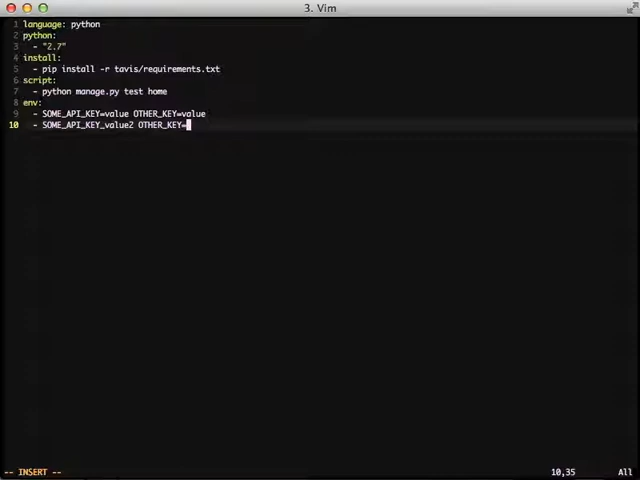 3. Vim
1 language: python
2 python:
3   - "2.7"
4 install:
5   - pip install -r tavis/requirements.txt
6 script:
7   - python manage.py test home
8 env:
9   - SOME_API_KEY=value OTHER_KEY=value
10   - SOME_API_KEY_value2 OTHER_KEY=
-- INSERT -- 10,35 All